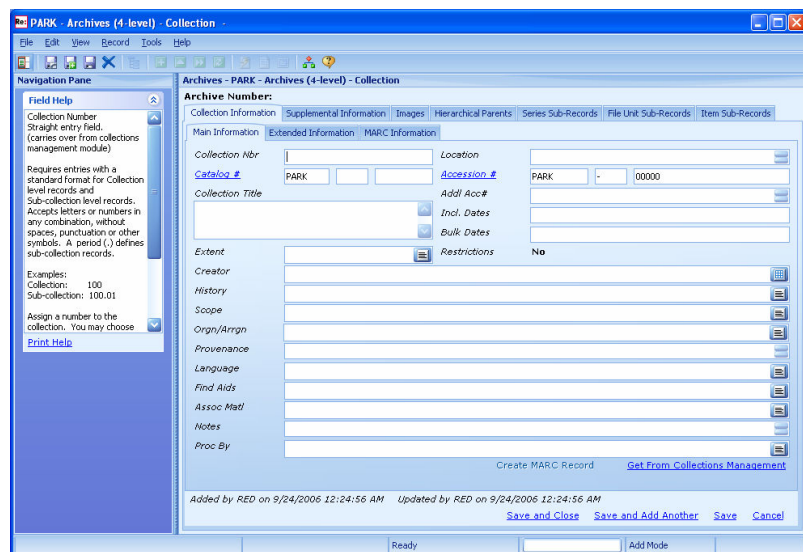 Re: PARK - Archives (4-level) - Collection -
File Edit View Record Tools Help
Navigation Pane
Archives - PARK - Archives (4-level) - Collection
Field Help
Collection Number
Straight entry field.
(carries over from collections
management module)
Requires entries with a
standard format for Collection
level records and
Sub-collection level records.
Accepts letters or numbers in
any combination, without
spaces, punctuation or other
symbols. A period (.) defines
sub-collection records.
Examples:
Collection: 100
Sub-collection: 100.01
Assign a number to the
collection. You may choose
Print Help
Archive Number:
Collection Information Supplemental Information Images Hierarchical Parents Series Sub-Records File Unit Sub-Records Item Sub-Records
Main Information Extended Information MARC Information
Collection Nbr Location
Catalog # PARK Accession # PARK - 00000
Collection Title Addl Acc#
Incl. Dates
Bulk Dates
Extent Restrictions No
Creator
History
Scope
Orgn/Arrgn
Provenance
Language
Find Aids
Assoc Matl
Notes
Proc By
Create MARC Record Get From Collections Management
Added by RED on 9/24/2006 12:24:56 AM Updated by RED on 9/24/2006 12:24:56 AM
Save and Close Save and Add Another Save Cancel
Ready Add Mode